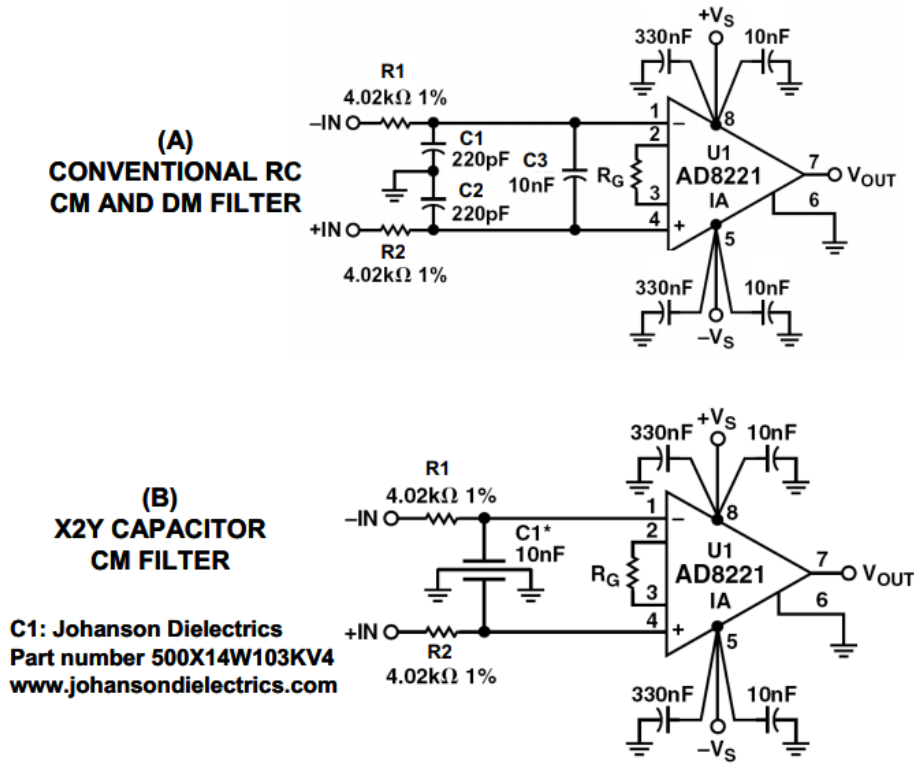 +VS
330nF
10nF
R1
4.02kΩ 1%
1
8
–IN
–
(A)
CONVENTIONAL RC
CM AND DM FILTER
C1
220pF
C2
220pF
C3
10nF
2
RG
3
U1
AD8221
IA
7
VOUT
6
+IN
4
+
5
R2
4.02kΩ 1%
330nF
10nF
–VS
+VS
330nF
10nF
(B)
X2Y CAPACITOR
CM FILTER
R1
4.02kΩ 1%
1
8
–IN
–
C1*
10nF
2
RG
3
U1
AD8221
IA
7
VOUT
6
C1: Johanson Dielectrics
Part number 500X14W103KV4
www.johansondielectrics.com
+IN
4
+
5
R2
4.02kΩ 1%
330nF
10nF
–VS